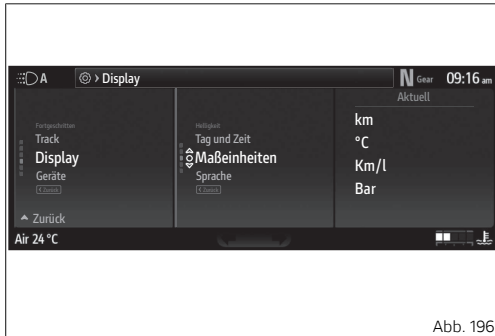 A
> Display
N Gear 09:16 am
Fortgeschritten
Track
Display
Geräte
< Zurück
Zurück
Helligkeit
Tag und Zeit
Maßeinheiten
Sprache
< Zurück
Aktuell
km
°C
Km/l
Bar
Air 24 °C
Abb. 196